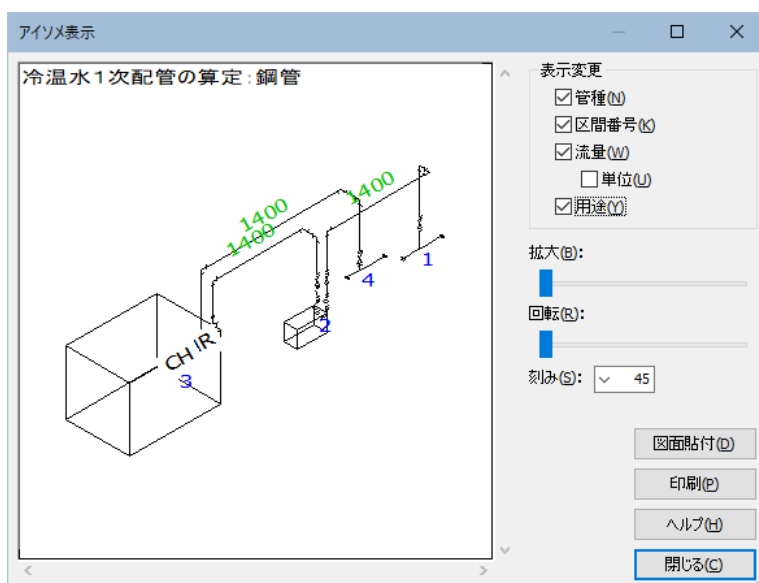 アイソメ表示
冷温水1次配管の算定:鋼管
1400
1400
1400
1
4
2
3
表示変更
管種(N)
区間番号(K)
流量(W)
単位(U)
用途(Y)
拡大(B):
回転(R):
刻み(S): 45
図面貼付(D)
印刷(P)
ヘルプ(H)
閉じる(C)